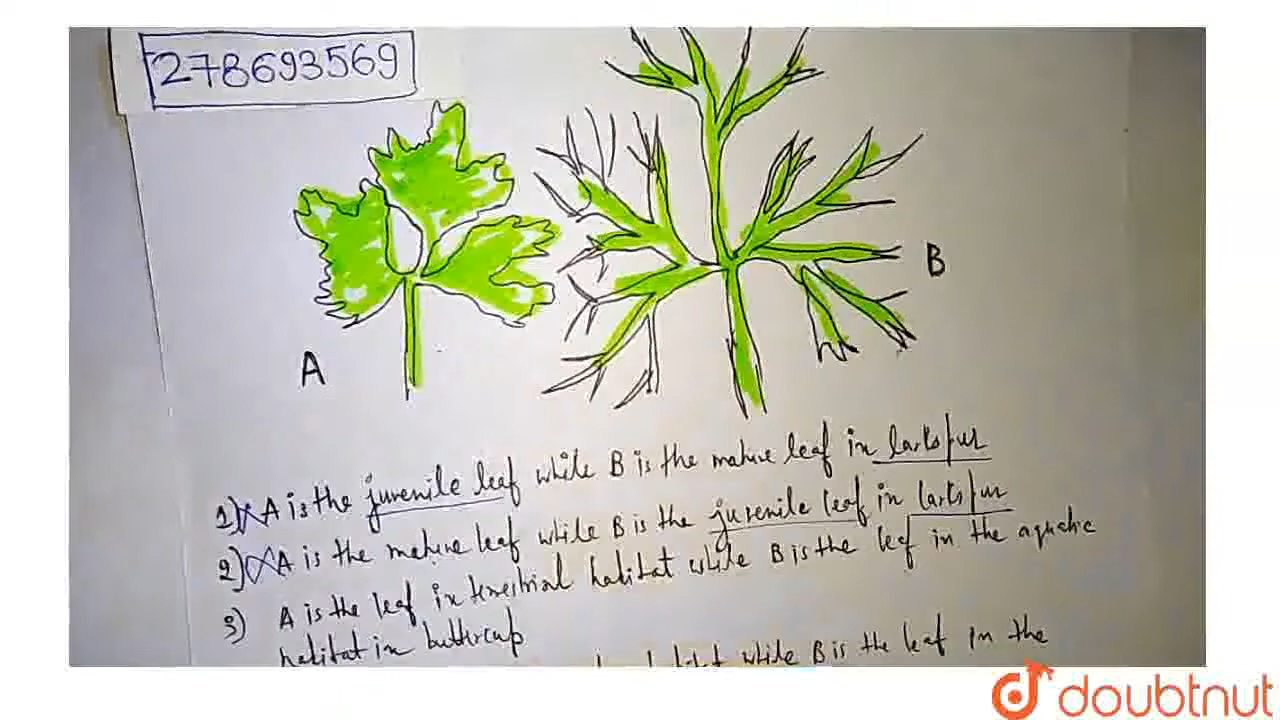 278693569
A
B
1) A is the juvenile leaf while B is the mature leaf in larkspur
2) A is the mature leaf while B is the juvenile leaf in larkspur
3) A is the leaf in terrestrial habitat while B is the leaf in the aquatic
habitat in buttercup
while B is the leaf in the
doubtnut